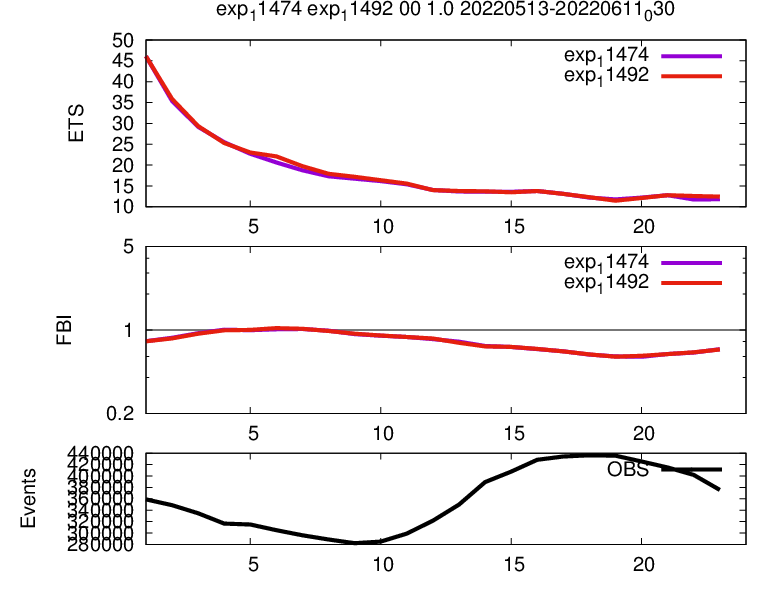 exp₁1474 exp₁1492 00 1.0 20220513-20220611₀30
50
45
40
35
30
25
20
15
10
ETS
exp₁1474
exp₁1492
5 10 15 20
5
1
0.2
FBI
exp₁1474
exp₁1492
5 10 15 20
440000
420000
400000
380000
360000
340000
320000
300000
280000
Events
OBS
5 10 15 20